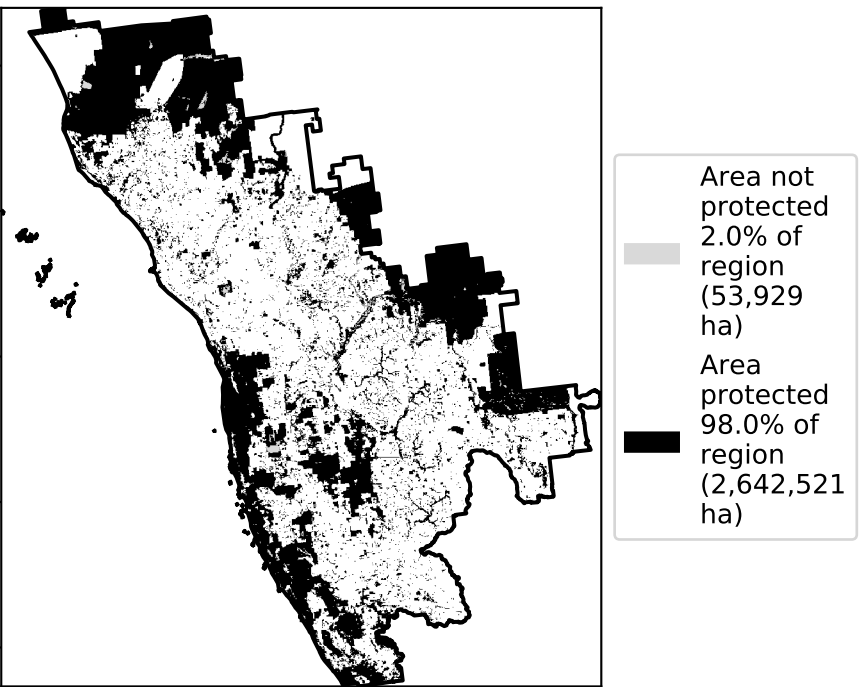 Area not
protected
2.0% of
region
(53,929
ha)
Area
protected
98.0% of
region
(2,642,521
ha)